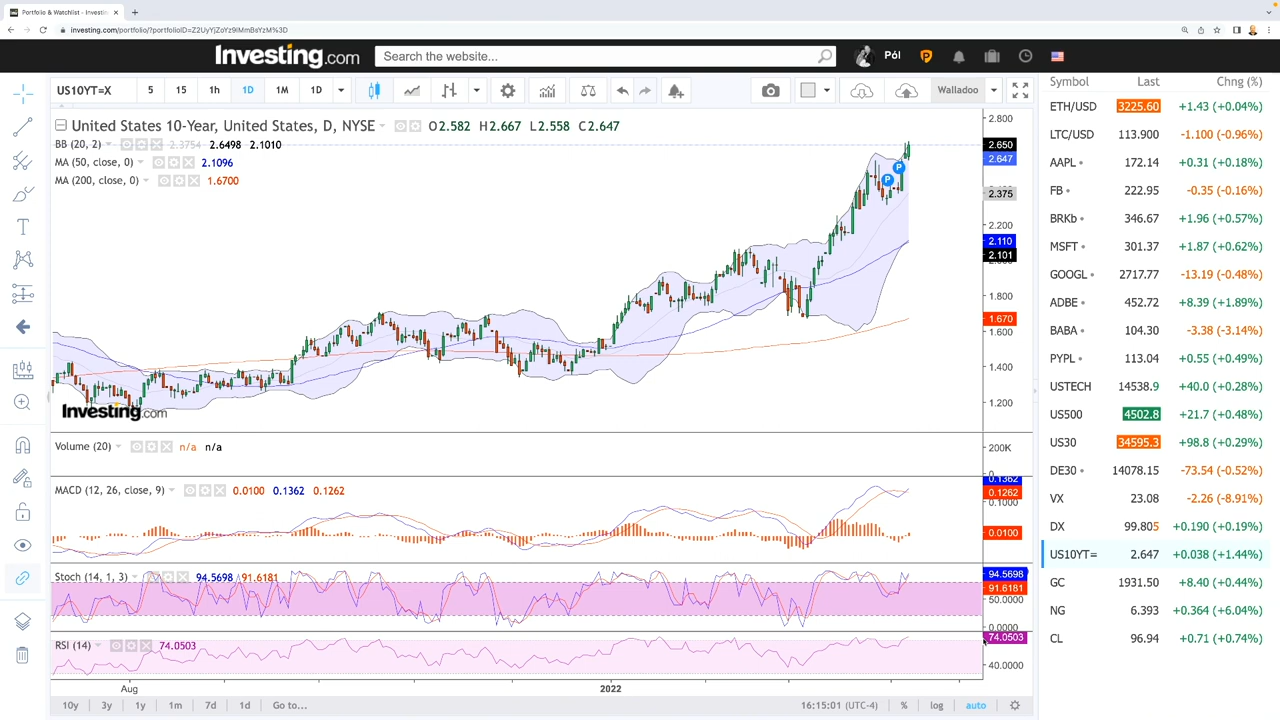 Portfolio & Watchlist - Investin
investing.com/portfolio/?portfolioID=Z2UyYjZoYz9iMmBsYzM%3D
Investing.com
Search the website...
Pól
US10YT=X 5 15 1h 1D 1M 1D Walladoo
United States 10-Year, United States, D, NYSE O2.582 H2.667 L2.558 C2.647
BB (20, 2) 2.3754 2.6498 2.1010
MA (50, close, 0) 2.1096
MA (200, close, 0) 1.6700
P
P
2.800
2.650
2.647
2.375
2.200
2.110
2.101
1.800
1.670
1.600
1.400
1.200
Investing.com
Volume (20) n/a n/a
200K
0
MACD (12, 26, close, 9) 0.0100 0.1362 0.1262
0.1362
0.1262
0.1000
0.0100
Stoch (14, 1, 3) 94.5698 91.6181
94.5698
91.6181
50.0000
0.0000
RSI (14) 74.0503
74.0503
40.0000
Aug 2022
10y 3y 1y 1m 7d 1d Go to... 16:15:01 (UTC-4) % log auto
Symbol Last Chng (%)
ETH/USD 3225.60 +1.43 (+0.04%)
LTC/USD 113.900 -1.100 (-0.96%)
AAPL 172.14 +0.31 (+0.18%)
FB 222.95 -0.35 (-0.16%)
BRKb 346.67 +1.96 (+0.57%)
MSFT 301.37 +1.87 (+0.62%)
GOOGL 2717.77 -13.19 (-0.48%)
ADBE 452.72 +8.39 (+1.89%)
BABA 104.30 -3.38 (-3.14%)
PYPL 113.04 +0.55 (+0.49%)
USTECH 14538.9 +40.0 (+0.28%)
US500 4502.8 +21.7 (+0.48%)
US30 34595.3 +98.8 (+0.29%)
DE30 14078.15 -73.54 (-0.52%)
VX 23.08 -2.26 (-8.91%)
DX 99.805 +0.190 (+0.19%)
US10YT= 2.647 +0.038 (+1.44%)
GC 1931.50 +8.40 (+0.44%)
NG 6.393 +0.364 (+6.04%)
CL 96.94 +0.71 (+0.74%)